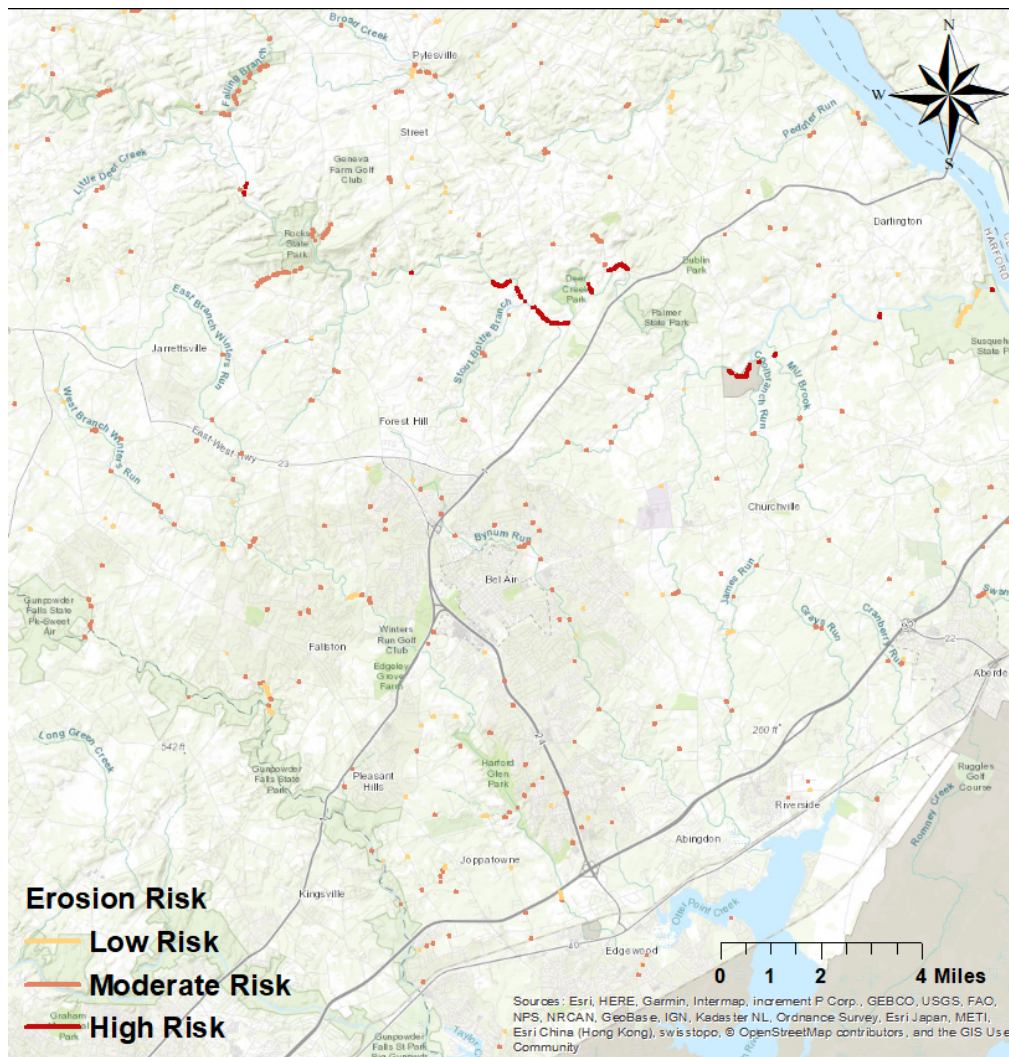 Broad Creek
Pylesville
Falling Branch
N
W
S
Street
Peddler Run
Little Deer Creek
Geneva
Farm Golf
Club
Darlington
Rocks
State
Park
HARFORD
Dublin
Park
Deer
Creek
Park
East Branch Winters Run
Stout Bottle Branch
Palmer
State Park
Jarrettsville
Susqueh
State P
Coolbranch Run
Mill Brook
West Branch Winters Run
Forest Hill
East-West Hwy
23
Churchville
Bynum Run
Bel Air
James Run
Gunpowder
Falls State
Pk-Sweet
Air
Swan
Grays Run
Cranberry Run
Winters
Run Golf
Club
Fallston
22
Edgeley
Grove
Farm
Aberde
Long Green Creek
542 ft
260 ft
24
Gunpowder
Falls State
Park
Harford
Glen
Park
Ruggles
Golf
Course
Pleasant
Hills
Riverside
Romney Creek
Abingdon
Joppatowne
Kingsville
Otter Point Creek
Edgewood
40
Erosion Risk
Low Risk
Moderate Risk
High Risk
0 1 2 4 Miles
Sources: Esri, HERE, Garmin, Intermap, increment P Corp., GEBCO, USGS, FAO,
NPS, NRCAN, GeoBase, IGN, Kadaster NL, Ordnance Survey, Esri Japan, METI,
Esri China (Hong Kong), swisstopo, © OpenStreetMap contributors, and the GIS Use
Community
Graham
Park
Gunpowder
Falls St Park
Taylor C